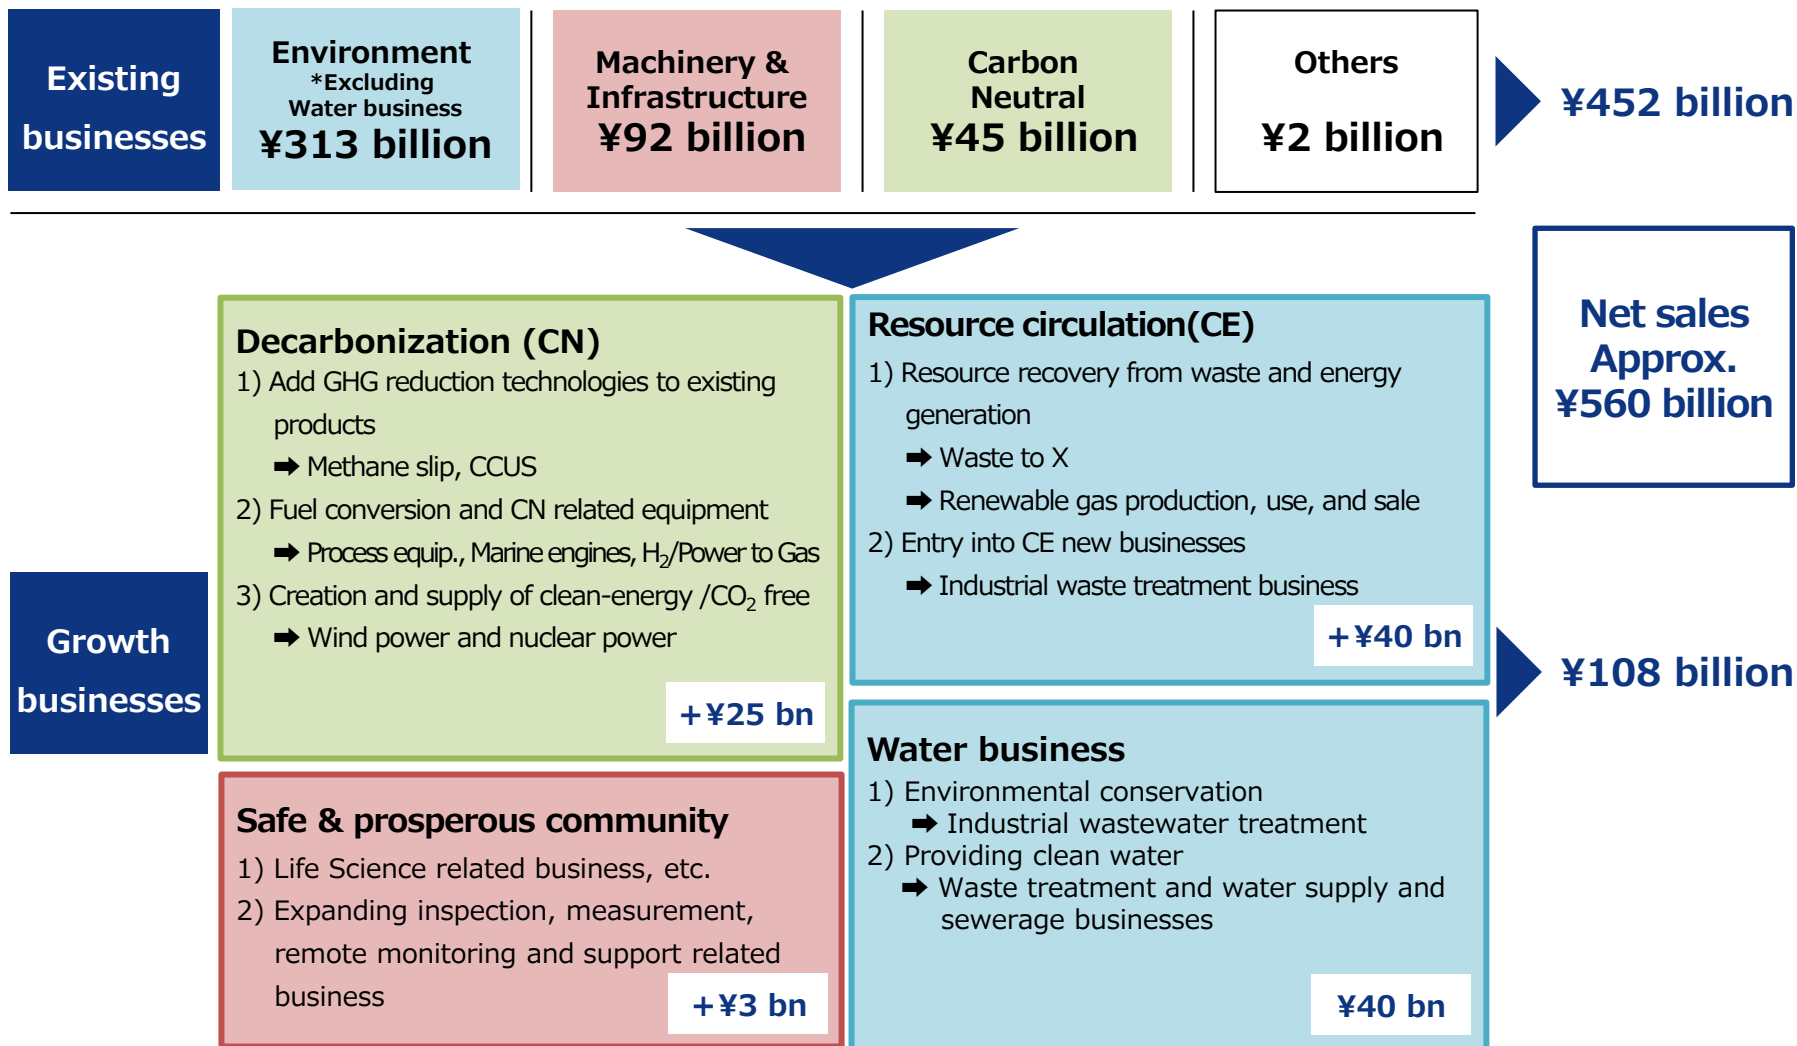 Existing
businesses
Environment
*Excluding
Water business
¥313 billion
Machinery &
Infrastructure
¥92 billion
Carbon
Neutral
¥45 billion
Others
¥2 billion
¥452 billion
Net sales
Approx.
¥560 billion
Growth
businesses
Decarbonization (CN)
1) Add GHG reduction technologies to existing
products
➡ Methane slip, CCUS
2) Fuel conversion and CN related equipment
➡ Process equip., Marine engines, H₂/Power to Gas
3) Creation and supply of clean-energy /CO₂ free
➡ Wind power and nuclear power
+¥25 bn
Resource circulation(CE)
1) Resource recovery from waste and energy
generation
➡ Waste to X
➡ Renewable gas production, use, and sale
2) Entry into CE new businesses
➡ Industrial waste treatment business
+¥40 bn
¥108 billion
Safe & prosperous community
1) Life Science related business, etc.
2) Expanding inspection, measurement,
remote monitoring and support related
business
+¥3 bn
Water business
1) Environmental conservation
➡ Industrial wastewater treatment
2) Providing clean water
➡ Waste treatment and water supply and
sewerage businesses
¥40 bn